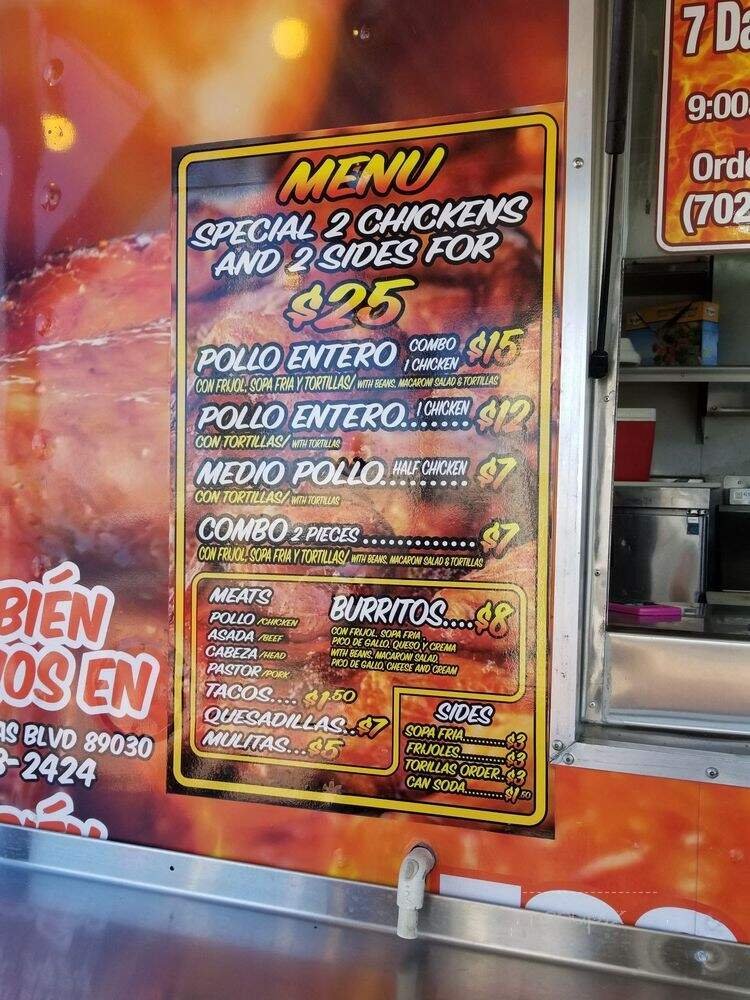 MENU
SPECIAL 2 CHICKENS
AND 2 SIDES FOR
$25
POLLO ENTERO COMBO 1 CHICKEN $15
CON FRIJOL, SOPA FRIA Y TORTILLAS/ WITH BEANS, MACARONI SALAD & TORTILLAS
POLLO ENTERO....... 1 CHICKEN $12
CON TORTILLAS/ WITH TORTILLAS
MEDIO POLLO.......... HALF CHICKEN $7
CON TORTILLAS/ WITH TORTILLAS
COMBO 2 PIECES ............. $7
CON FRIJOL, SOPA FRIA Y TORTILLAS/ WITH BEANS, MACARONI SALAD & TORTILLAS
MEATS
POLLO /CHICKEN
ASADA /BEEF
CABEZA /HEAD
PASTOR /PORK
TACOS.... $1.50
QUESADILLAS..$7
MULITAS...$5
BURRITOS....$8
CON FRIJOL, SOPA FRIA,
PICO DE GALLO, QUESO, Y CREMA
WITH BEANS, MACARONI SALAD,
PICO DE GALLO, CHEESE AND CREAM
SIDES
SOPA FRIA..........$3
FRIJOLES...........$3
TORTILLAS ORDER..$3
CAN SODA..........$1.50
7 Da
9:00
Orde
(702
BIÉN
OS EN
AS BLVD 89030
8-2424